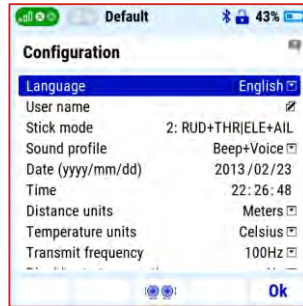 Default 43%
Configuration
Language English
User name
Stick mode 2: RUD+THR|ELE+AIL
Sound profile Beep+Voice
Date (yyyy/mm/dd) 2013/02/23
Time 22:26:48
Distance units Meters
Temperature units Celsius
Transmit frequency 100Hz
Ok